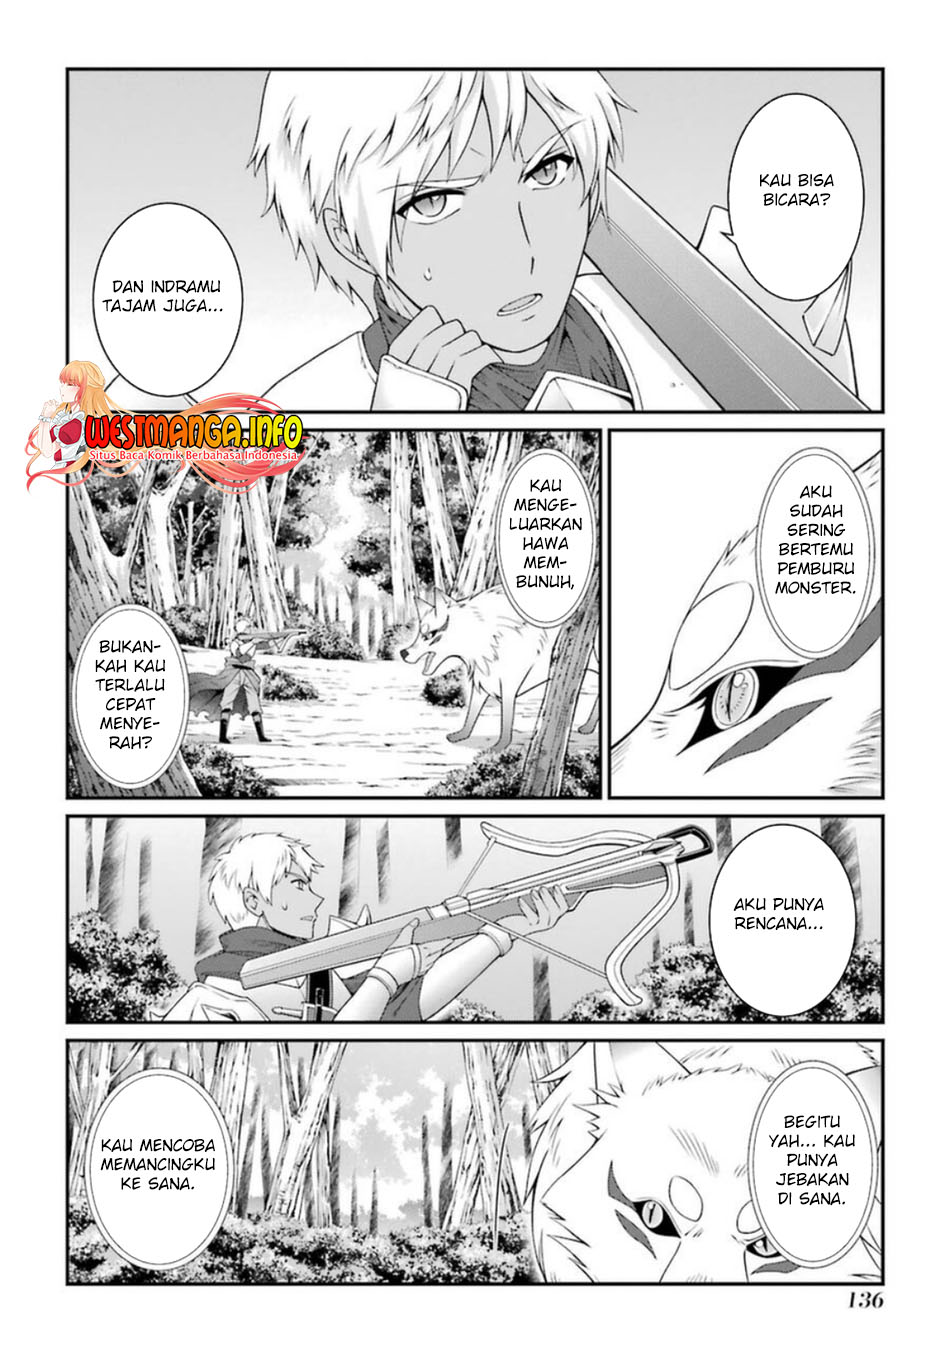 KAU BISA
BICARA?
DAN INDRAMU
TAJAM JUGA...
WESTMANGA.INFO
Situs Baca Komik Berbahasa Indonesia
AKU
SUDAH
SERING
BERTEMU
PEMBURU
MONSTER.
KAU
MENGE-
LUARKAN
HAWA
MEM-
BUNUH,
BUKAN-
KAH KAU
TERLALU
CEPAT
MENYE-
RAH?
AKU PUNYA
RENCANA...
BEGITU
YAH... KAU
PUNYA
JEBAKAN
DI SANA.
KAU MENCOBA
MEMANCINGKU
KE SANA.
136